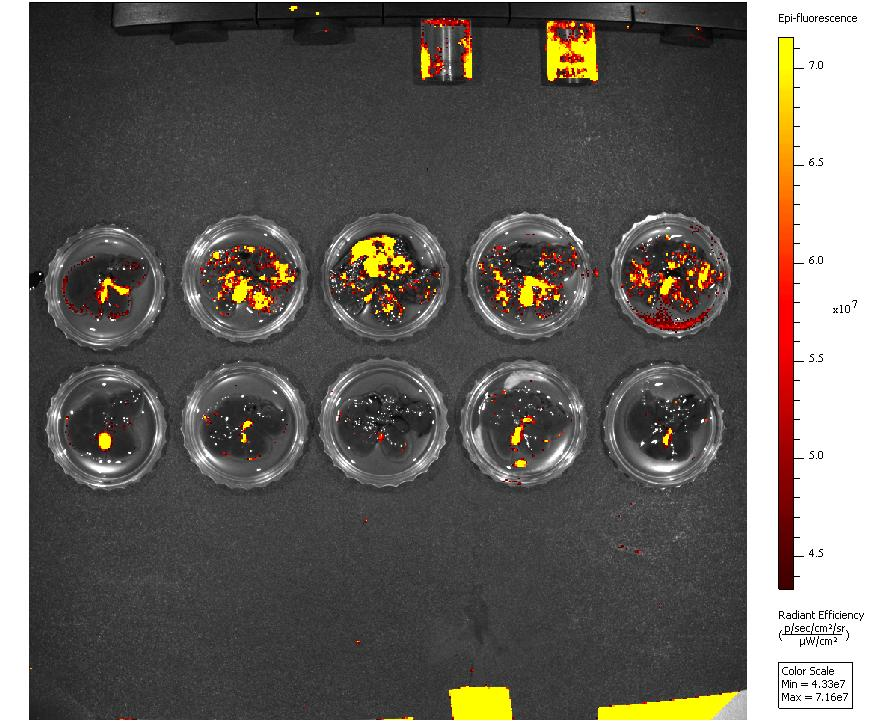 Epi-fluorescence
7.0
6.5
6.0
x10⁷
5.5
5.0
4.5
Radiant Efficiency
(p/sec/cm²/sr
µW/cm²)
Color Scale
Min = 4.33e7
Max = 7.16e7